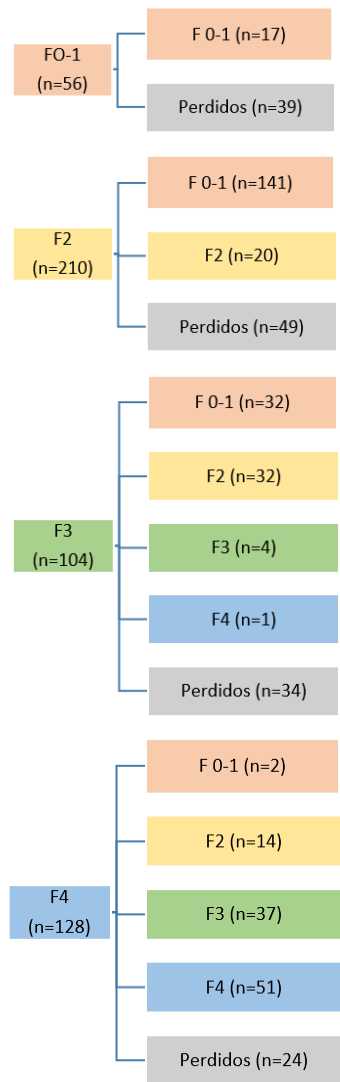 FO-1
(n=56)
F 0-1 (n=17)
Perdidos (n=39)
F2
(n=210)
F 0-1 (n=141)
F2 (n=20)
Perdidos (n=49)
F3
(n=104)
F 0-1 (n=32)
F2 (n=32)
F3 (n=4)
F4 (n=1)
Perdidos (n=34)
F4
(n=128)
F 0-1 (n=2)
F2 (n=14)
F3 (n=37)
F4 (n=51)
Perdidos (n=24)